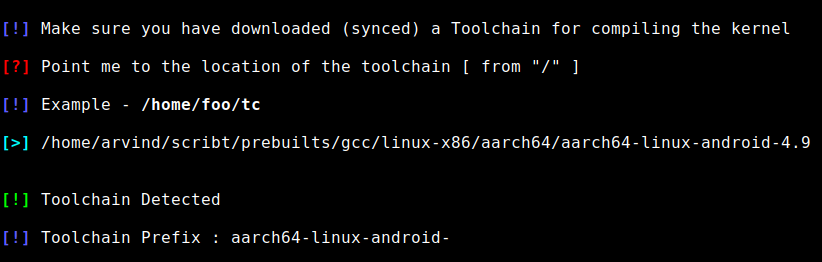 [!] Make sure you have downloaded (synced) a Toolchain for compiling the kernel
[?] Point me to the location of the toolchain [ from "/" ]
[!] Example - /home/foo/tc
[>] /home/arvind/scribt/prebuilts/gcc/linux-x86/aarch64/aarch64-linux-android-4.9
[!] Toolchain Detected
[!] Toolchain Prefix : aarch64-linux-android-